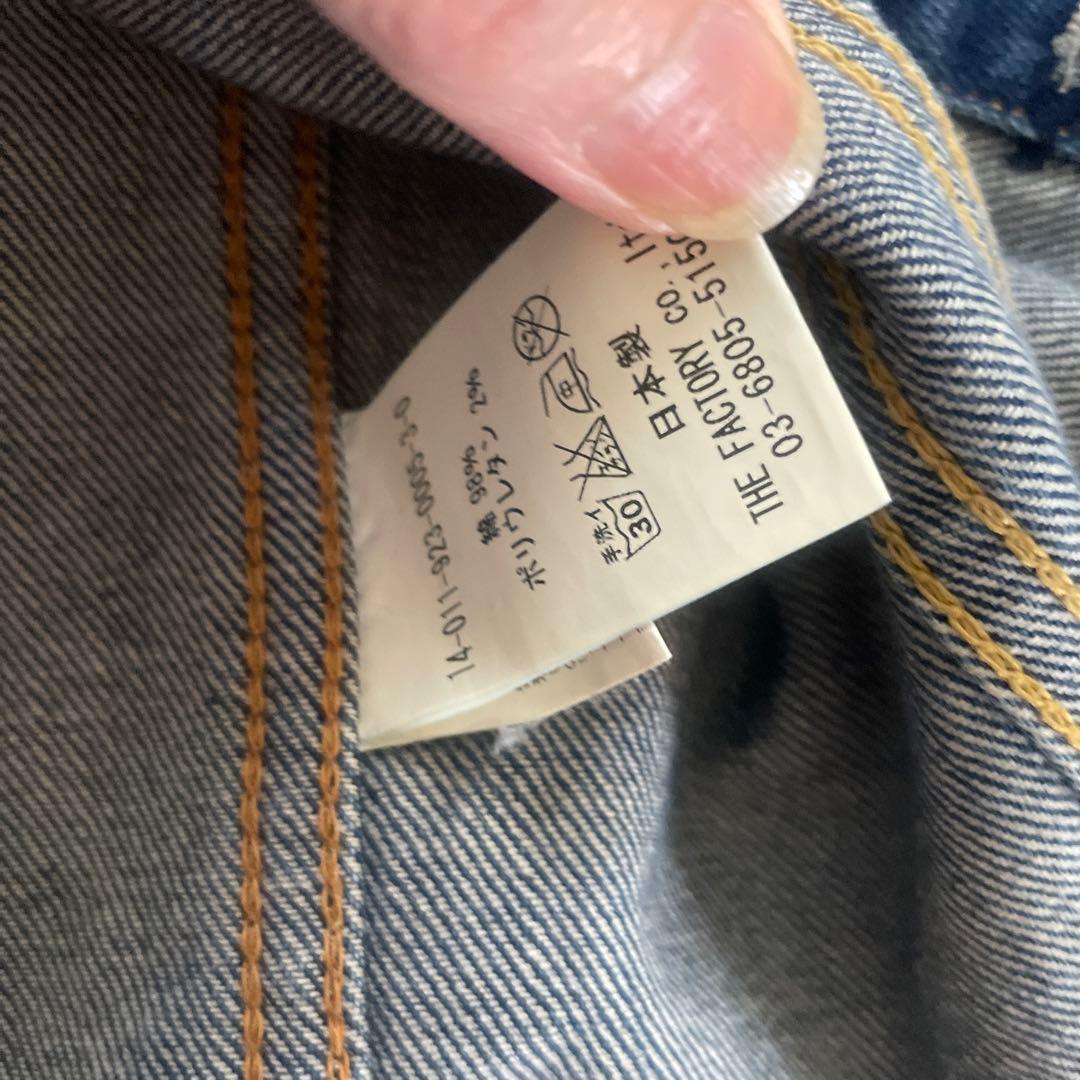 14-011-923-0005-3-0
綿 98%
ポリウレタン 2%
手洗イ
30
日本製
THE FACTORY CO.
03-6805-515